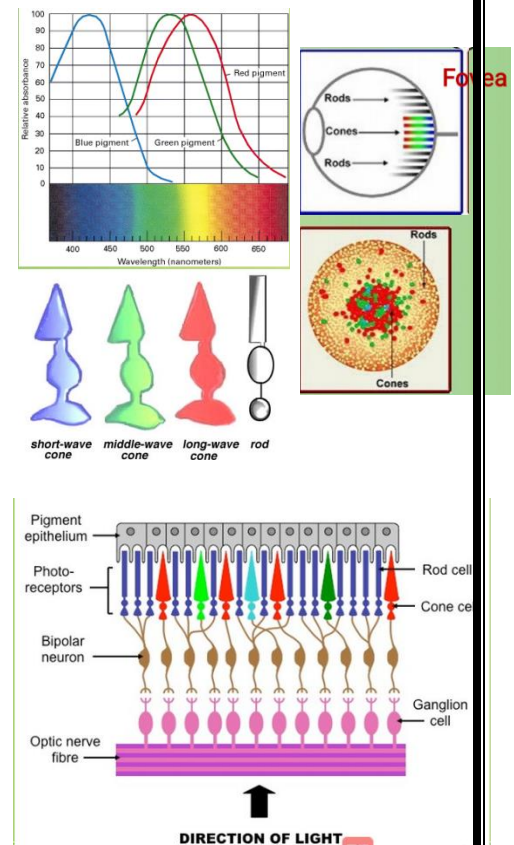 Relative absorbance
100
90
80
70
60
50
40
30
20
10
0
Red pigment
Blue pigment
Green pigment
400 450 500 550 600 650
Wavelength (nanometers)
Fovea
Rods
Cones
Rods
Rods
Cones
short-wave cone
middle-wave cone
long-wave cone
rod
Pigment epithelium
Photo-receptors
Bipolar neuron
Optic nerve fibre
Rod cell
Cone ce
Ganglion cell
DIRECTION OF LIGHT